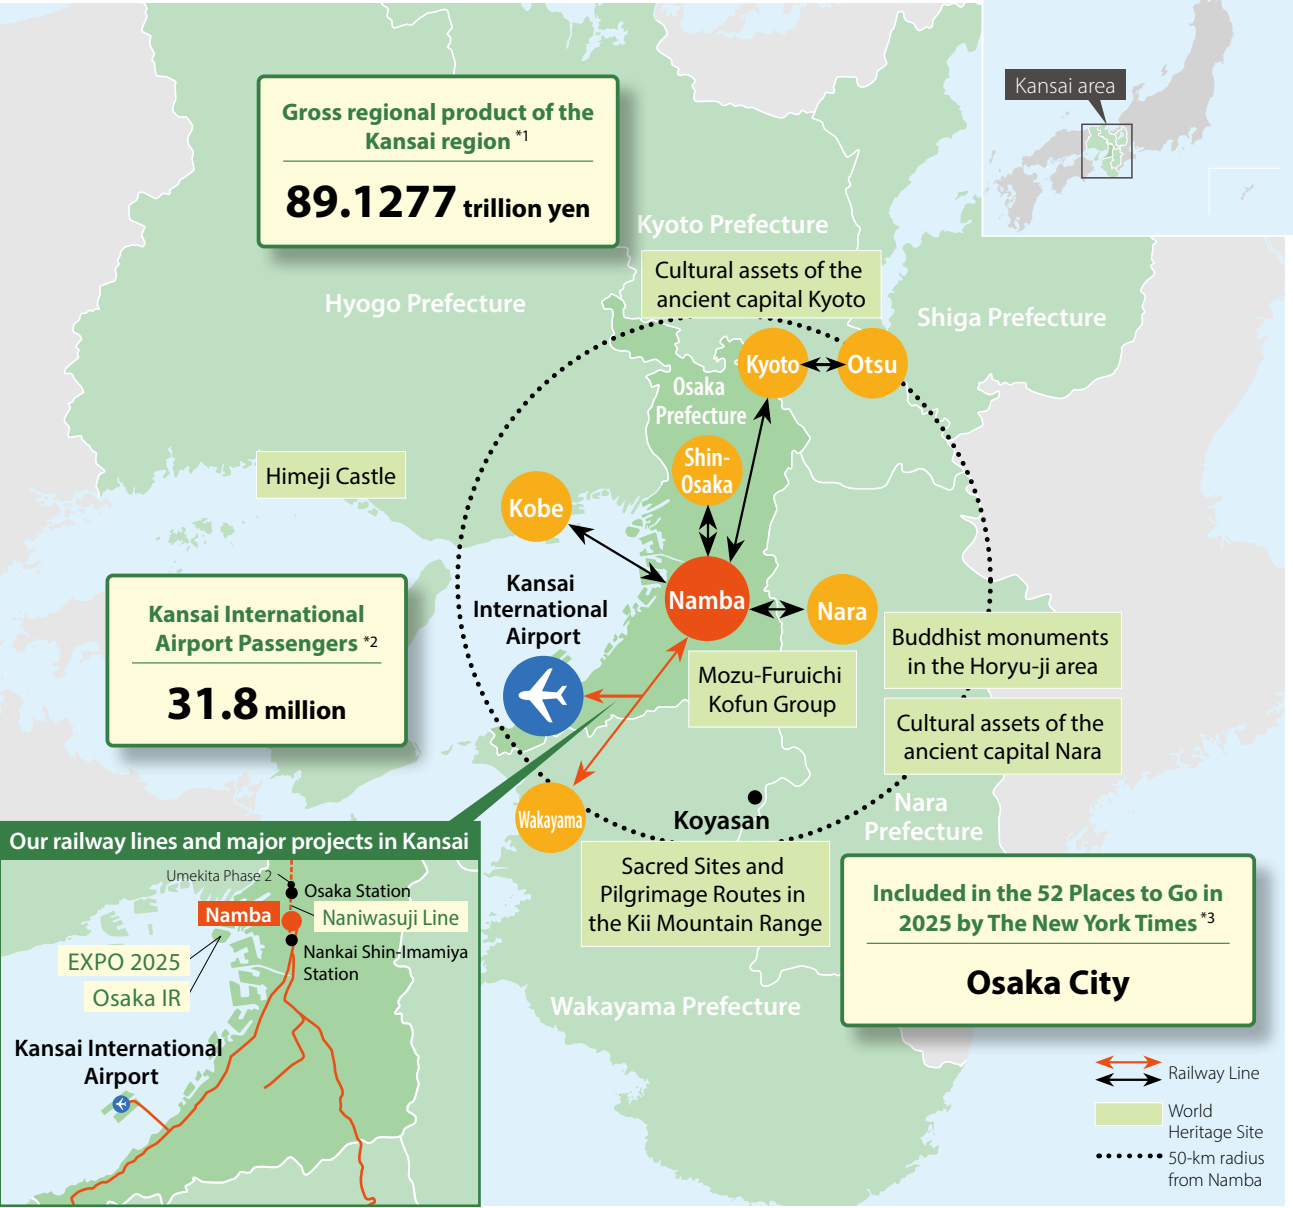 Kansai area
Gross regional product of the
Kansai region *1
89.1277 trillion yen
Kyoto Prefecture
Cultural assets of the
ancient capital Kyoto
Hyogo Prefecture
Shiga Prefecture
Kyoto
Otsu
Osaka
Prefecture
Shin-
Osaka
Himeji Castle
Kobe
Kansai
International
Airport
Namba
Nara
Kansai International
Airport Passengers *2
31.8 million
Buddhist monuments
in the Horyu-ji area
Mozu-Furuichi
Kofun Group
Cultural assets of the
ancient capital Nara
Wakayama
Koyasan
Nara
Prefecture
Sacred Sites and
Pilgrimage Routes in
the Kii Mountain Range
Included in the 52 Places to Go in
2025 by The New York Times *3
Osaka City
Wakayama Prefecture
Our railway lines and major projects in Kansai
Umekita Phase 2
Osaka Station
Namba
Naniwasuji Line
Nankai Shin-Imamiya
Station
EXPO 2025
Osaka IR
Kansai International
Airport
Railway Line
World
Heritage Site
50-km radius
from Namba